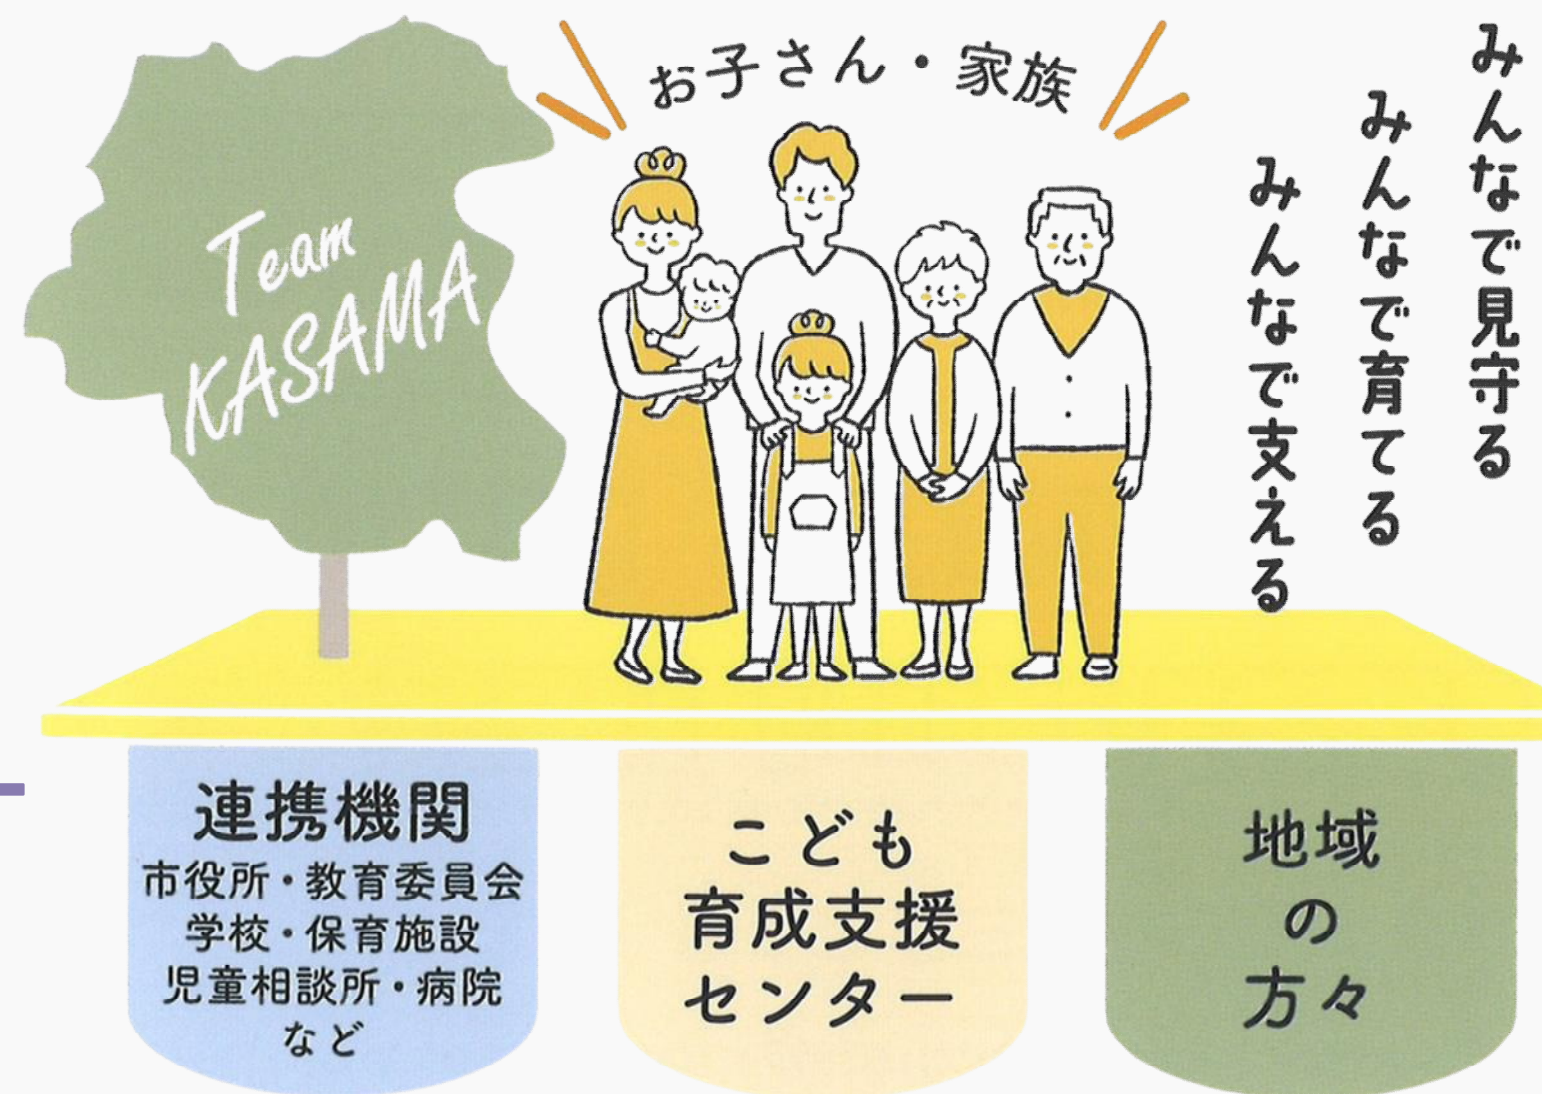 お子さん・家族
みんなで見守る
みんなで育てる
みんなで支える
Team
KASAMA
連携機関
市役所・教育委員会
学校・保育施設
児童相談所・病院
など
こども
育成支援
センター
地域
の
方々